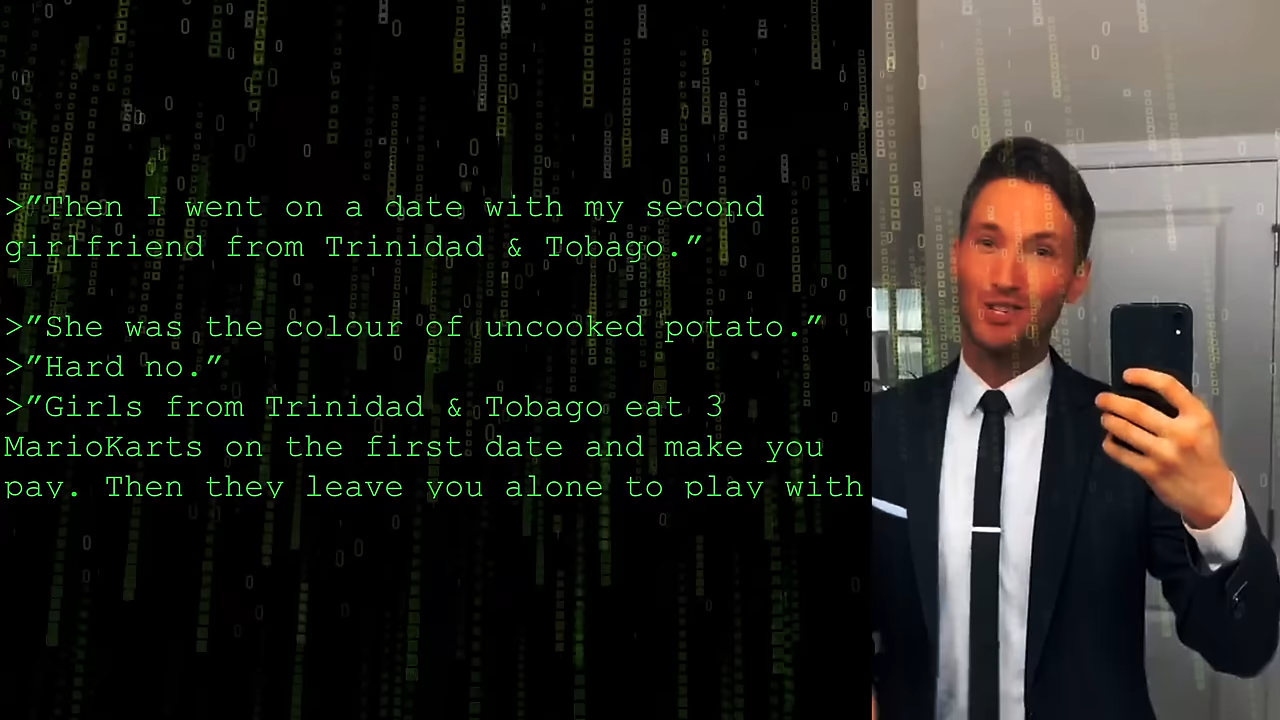 >”Then I went on a date with my second
girlfriend from Trinidad & Tobago.”
>”She was the colour of uncooked potato.”
>”Hard no.”
>”Girls from Trinidad & Tobago eat 3
MarioKarts on the first date and make you
pay. Then they leave you alone to play with